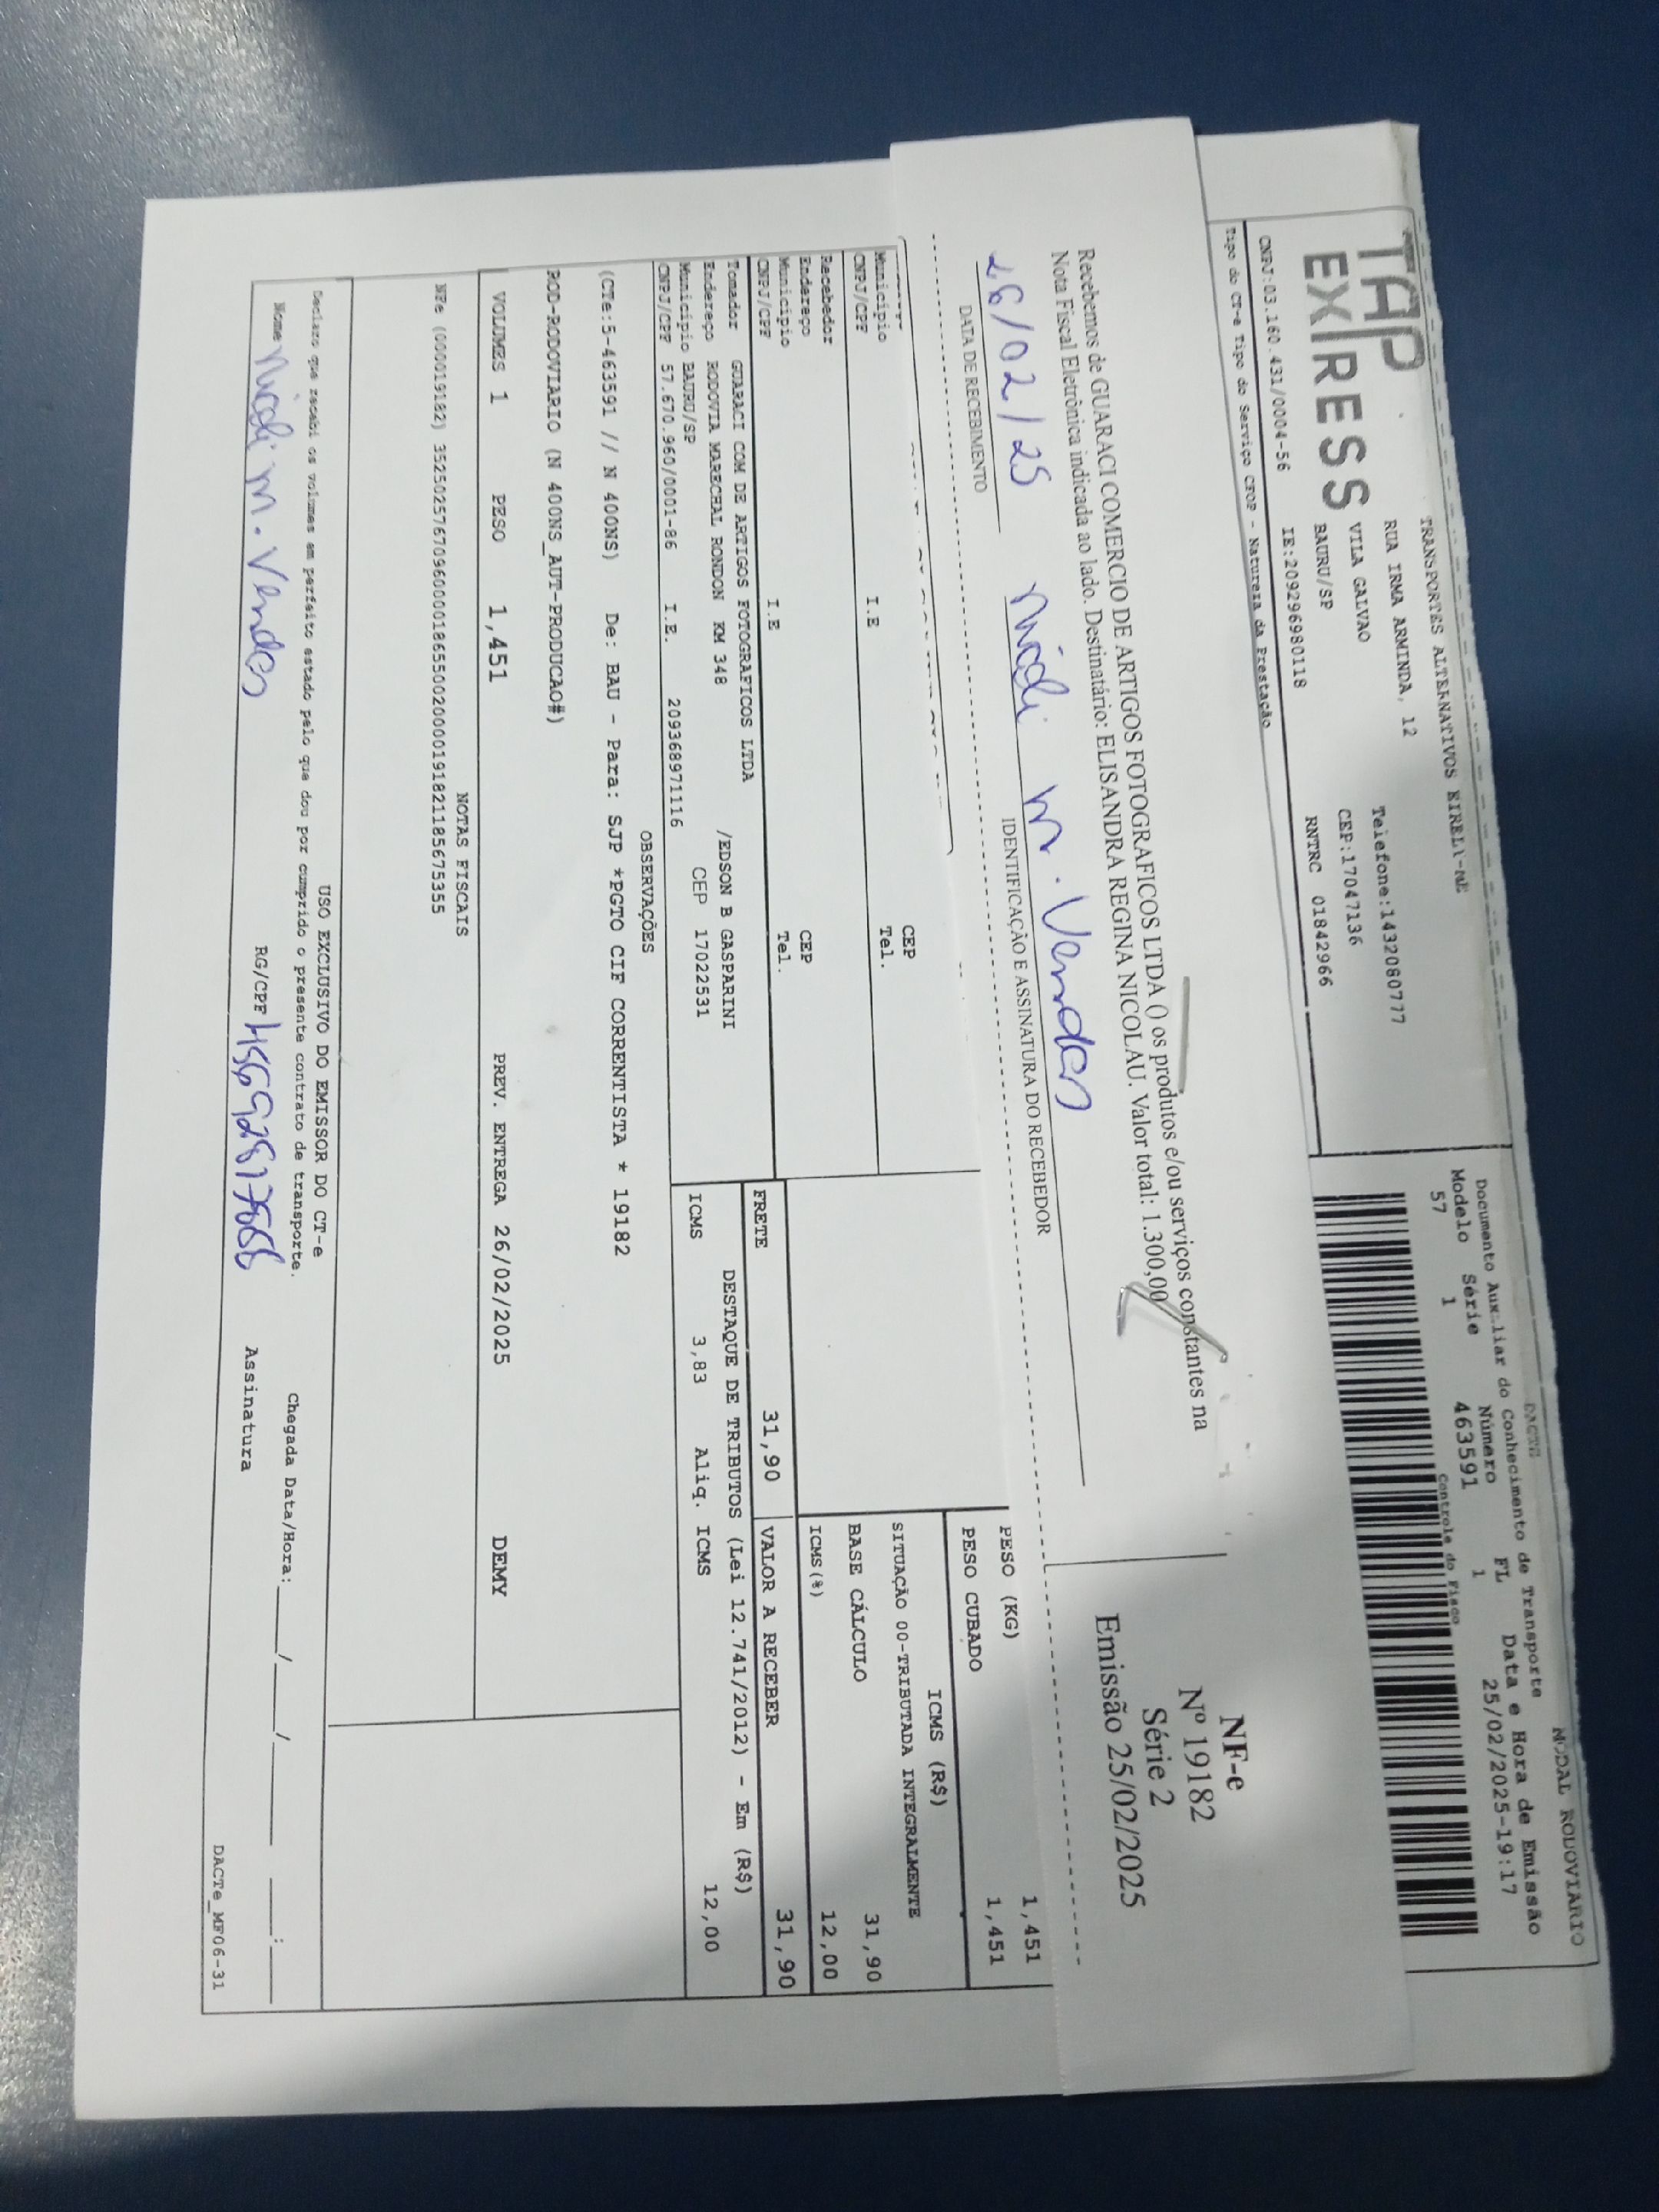 MODAL RODOVIÁRIO
DACTE
Documento Auxiliar do Conhecimento de Transporte
Modelo Série Número FL Data e Hora de Emissão
57 1 463591 1 25/02/2025-19:17
Controle do Fisco
TAP EXPRESS
TRANSPORTES ALTERNATIVOS EIRELI-ME
RUA IRMA ARMINDA, 12 Telefone:1432080777
VILA GALVAO CEP:17047136
BAURU/SP RNTRC 01842966
CNPJ:03.160.431/0004-56 IE:209296980118
Tipo do CT-e Tipo do Serviço CFOP - Natureza da Prestação
Recebemos de GUARACI COMERCIO DE ARTIGOS FOTOGRAFICOS LTDA () os produtos e/ou serviços constantes na
Nota Fiscal Eletrônica indicada ao lado. Destinatário: ELISANDRA REGINA NICOLAU. Valor total: 1.300,00
26/02/25
DATA DE RECEBIMENTO IDENTIFICAÇÃO E ASSINATURA DO RECEBEDOR
NF-e
Nº 19182
Série 2
Emissão 25/02/2025
Município CEP
CNPJ/CPF I.E Tel.
Recebedor
Endereço
Município CEP
CNPJ/CPF I.E Tel.
Tomador GUARACI COM DE ARTIGOS FOTOGRAFICOS LTDA
Endereço RODOVIA MARECHAL RONDON KM 348 /EDSON B GASPARINI
Município BAURU/SP CEP 17022531
CNPJ/CPF 57.670.960/0001-86 I.E. 209368971116
PESO (KG) 1,451
PESO CUBADO 1,451
ICMS (R$)
SITUAÇÃO 00-TRIBUTADA INTEGRALMENTE
BASE CÁLCULO 31,90
ICMS(%) 12,00
FRETE 31,90 VALOR A RECEBER 31,90
DESTAQUE DE TRIBUTOS (Lei 12.741/2012) - Em (R$)
ICMS 3,83 Aliq. ICMS 12,00
OBSERVAÇÕES
(CTe:5-463591 // N 400NS) De: BAU - Para: SJP *PGTO CIF CORRENTISTA * 19182
ROD-RODOVIARIO (N 400NS_AUT-PRODUCAO#)
VOLUMES 1 PESO 1,451 PREV. ENTREGA 26/02/2025 DEMY
NOTAS FISCAIS
NFe (000019182) 35250257670960000186550020000191821185675355
USO EXCLUSIVO DO EMISSOR DO CT-e
Declaro que recebi os volumes em perfeito estado pelo que dou por cumprido o presente contrato de transporte.
Chegada Data/Hora:____/____/______ ____:____
Nome RG/CPF Assinatura
DACTe_MF06-31